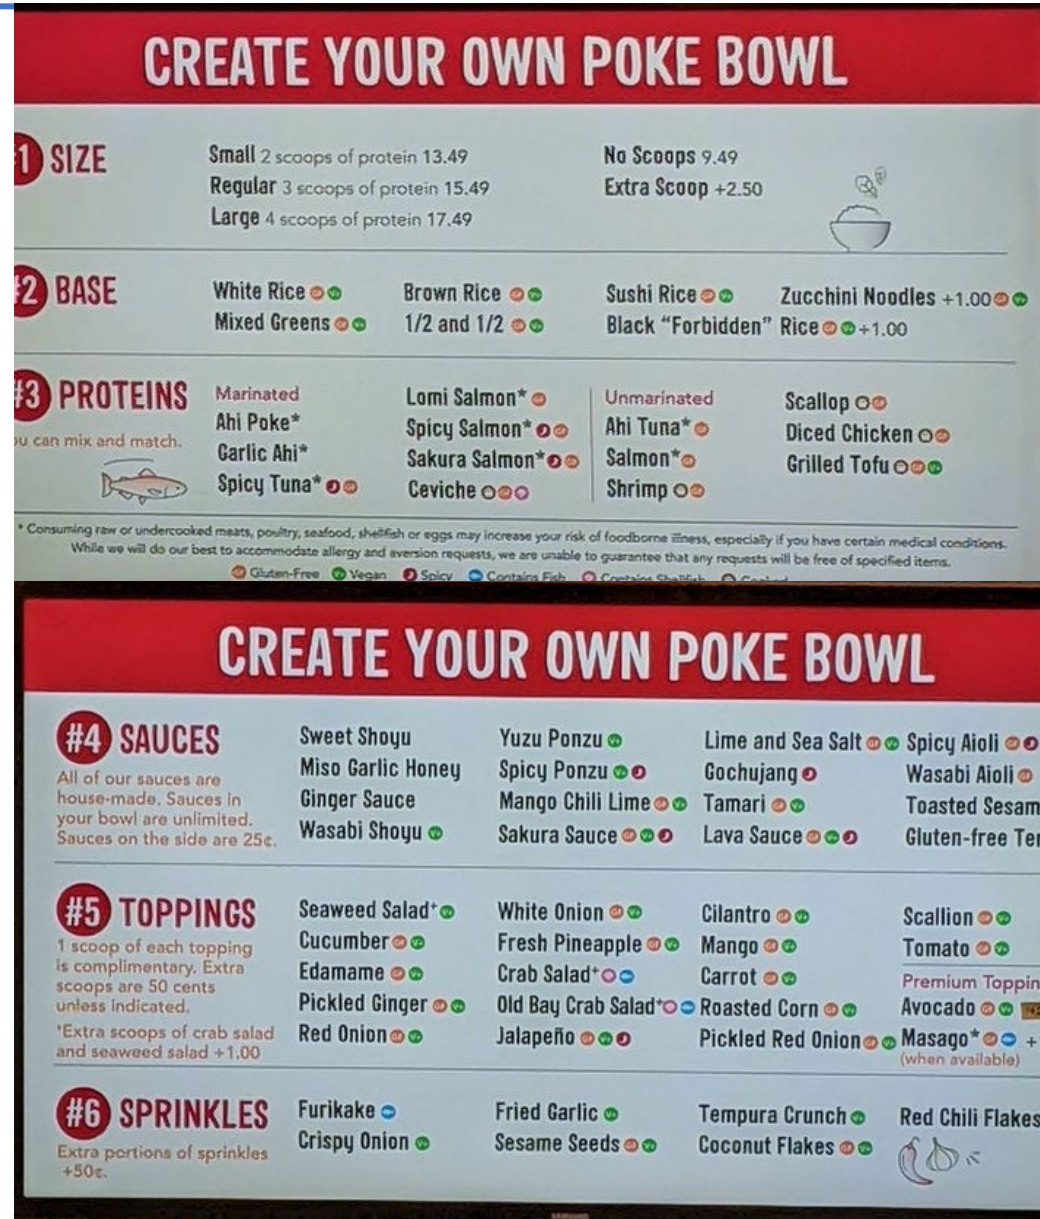 CREATE YOUR OWN POKE BOWL
#1 SIZE
Small 2 scoops of protein 13.49
No Scoops 9.49
Regular 3 scoops of protein 15.49
Extra Scoop +2.50
Large 4 scoops of protein 17.49
#2 BASE
White Rice
Brown Rice
Sushi Rice
Zucchini Noodles +1.00
Mixed Greens
1/2 and 1/2
Black "Forbidden" Rice +1.00
#3 PROTEINS
can mix and match.
Marinated
Ahi Poke*
Garlic Ahi*
Spicy Tuna*
Lomi Salmon*
Spicy Salmon*
Sakura Salmon*
Ceviche
Unmarinated
Ahi Tuna*
Salmon*
Shrimp
Scallop
Diced Chicken
Grilled Tofu
* Consuming raw or undercooked meats, poultry, seafood, shellfish or eggs may increase your risk of foodborne illness, especially if you have certain medical conditions.
While we will do our best to accommodate allergy and aversion requests, we are unable to guarantee that any requests will be free of specified items.
Gluten-Free Vegan Spicy Contains Fish Contains Shellfish
CREATE YOUR OWN POKE BOWL
#4 SAUCES
All of our sauces are
house-made. Sauces in
your bowl are unlimited.
Sauces on the side are 25¢.
Sweet Shoyu
Miso Garlic Honey
Ginger Sauce
Wasabi Shoyu
Yuzu Ponzu
Spicy Ponzu
Mango Chili Lime
Sakura Sauce
Lime and Sea Salt
Gochujang
Tamari
Lava Sauce
Spicy Aioli
Wasabi Aioli
Toasted Sesam
Gluten-free Ter
#5 TOPPINGS
1 scoop of each topping
is complimentary. Extra
scoops are 50 cents
unless indicated.
+Extra scoops of crab salad
and seaweed salad +1.00
Seaweed Salad+
Cucumber
Edamame
Pickled Ginger
Red Onion
White Onion
Fresh Pineapple
Crab Salad+
Old Bay Crab Salad+
Jalapeño
Cilantro
Mango
Carrot
Roasted Corn
Pickled Red Onion
Scallion
Tomato
Premium Toppin
Avocado
Masago* +
(when available)
#6 SPRINKLES
Extra portions of sprinkles
+50¢.
Furikake
Crispy Onion
Fried Garlic
Sesame Seeds
Tempura Crunch
Coconut Flakes
Red Chili Flakes